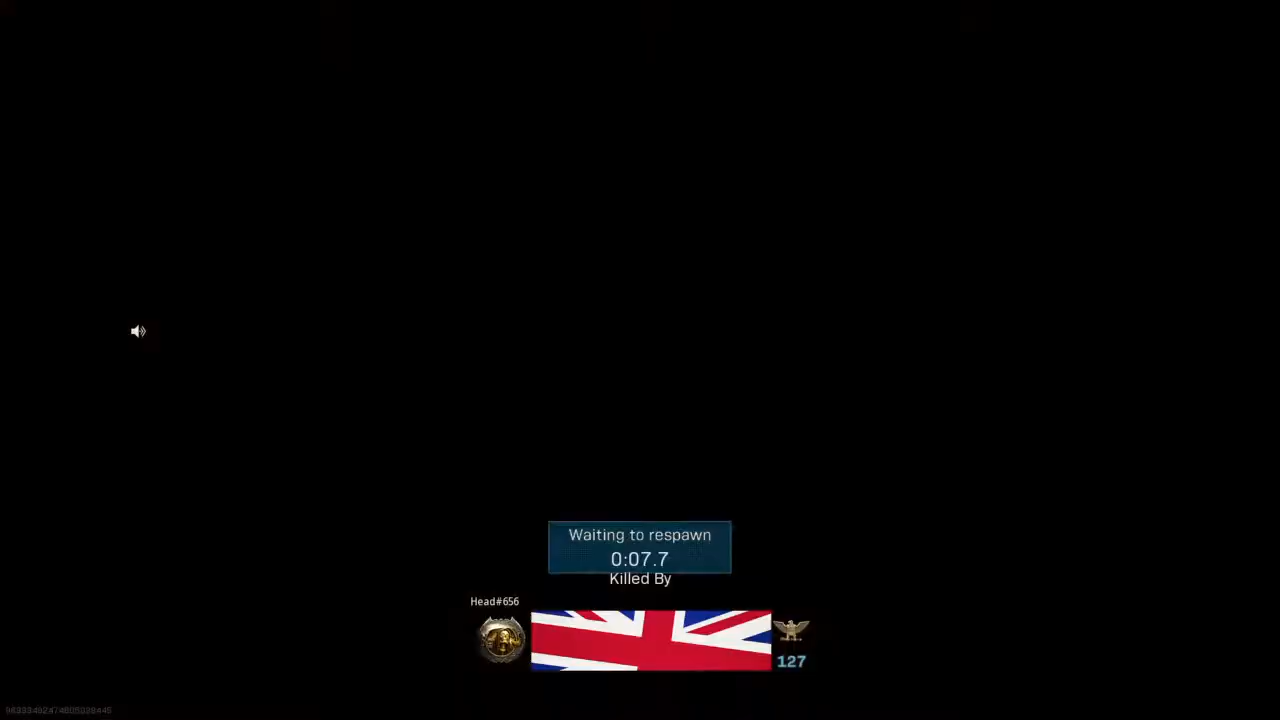 Waiting to respawn
0:07.7
Killed By
Head#656
127